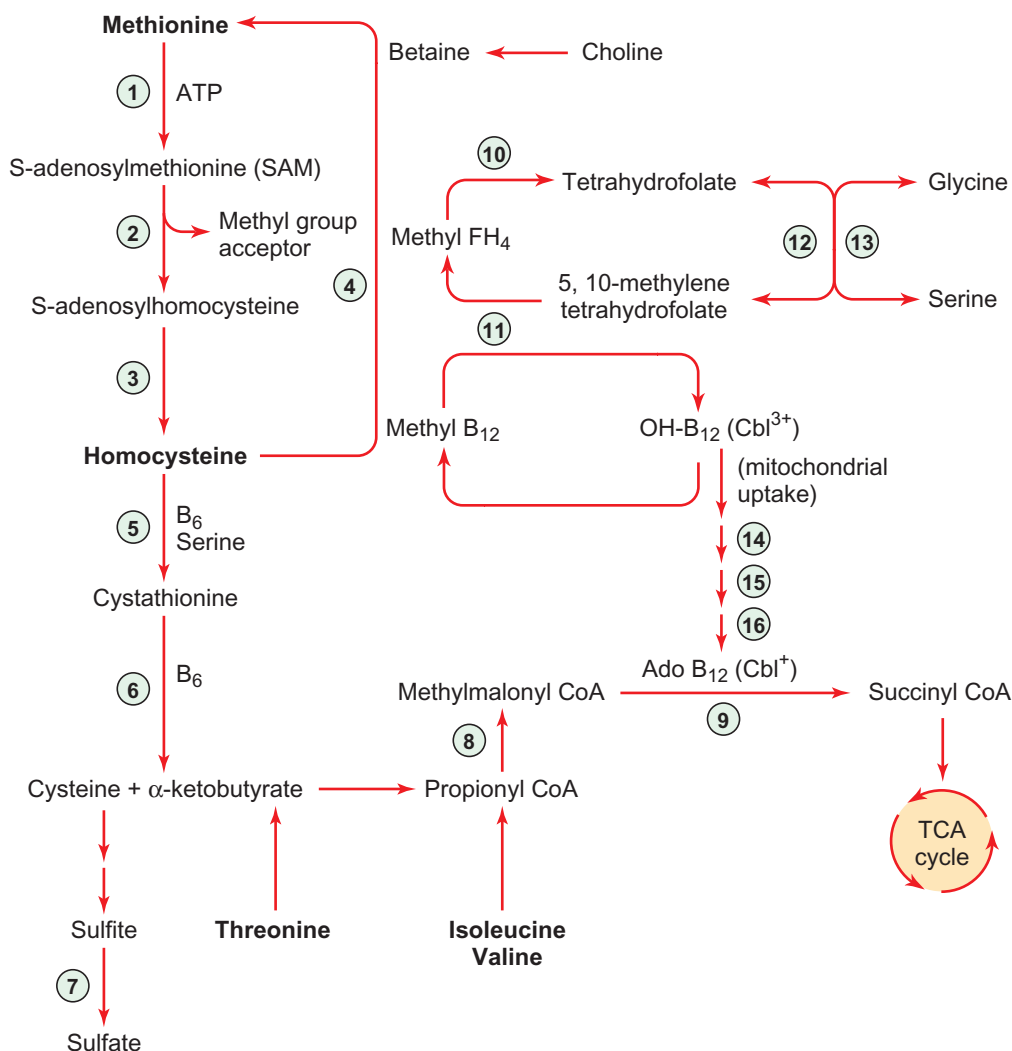 Methionine
Betaine
Choline
1
ATP
S-adenosylmethionine (SAM)
2
Methyl group
acceptor
S-adenosylhomocysteine
3
4
Homocysteine
10
Tetrahydrofolate
Glycine
Methyl FH₄
12
13
5, 10-methylene
tetrahydrofolate
Serine
11
Methyl B₁₂
OH-B₁₂ (Cbl³⁺)
(mitochondrial
uptake)
5
B₆
Serine
14
15
Cystathionine
16
6
B₆
Ado B₁₂ (Cbl⁺)
Methylmalonyl CoA
Succinyl CoA
9
8
Cysteine + α-ketobutyrate
Propionyl CoA
TCA
cycle
Sulfite
Threonine
Isoleucine
Valine
7
Sulfate